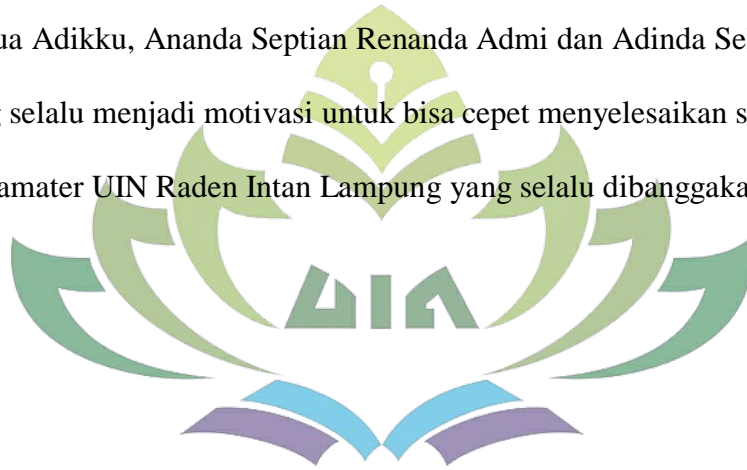 ua Adikku, Ananda Septian Renanda Admi dan Adinda Se
selalu menjadi motivasi untuk bisa cepet menyelesaikan s
amater UIN Raden Intan Lampung yang selalu dibanggaka
UIN